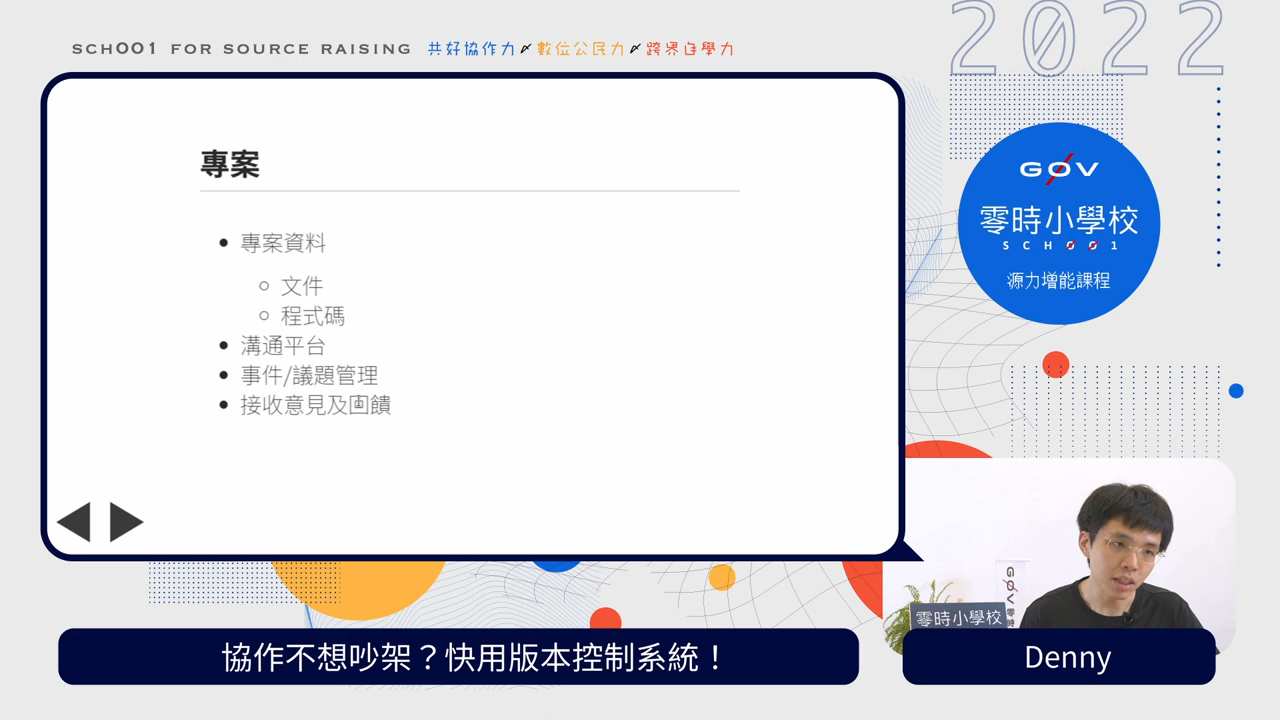 SCH001 FOR SOURCE RAISING 共好協作力 數位公民力 跨界自學力
2022
專案
專案資料
文件
程式碼
溝通平台
事件/議題管理
接收意見及回饋
G0V
零時小學校
SCH001
源力增能課程
G0V
零時小學校
協作不想吵架？快用版本控制系統！
Denny